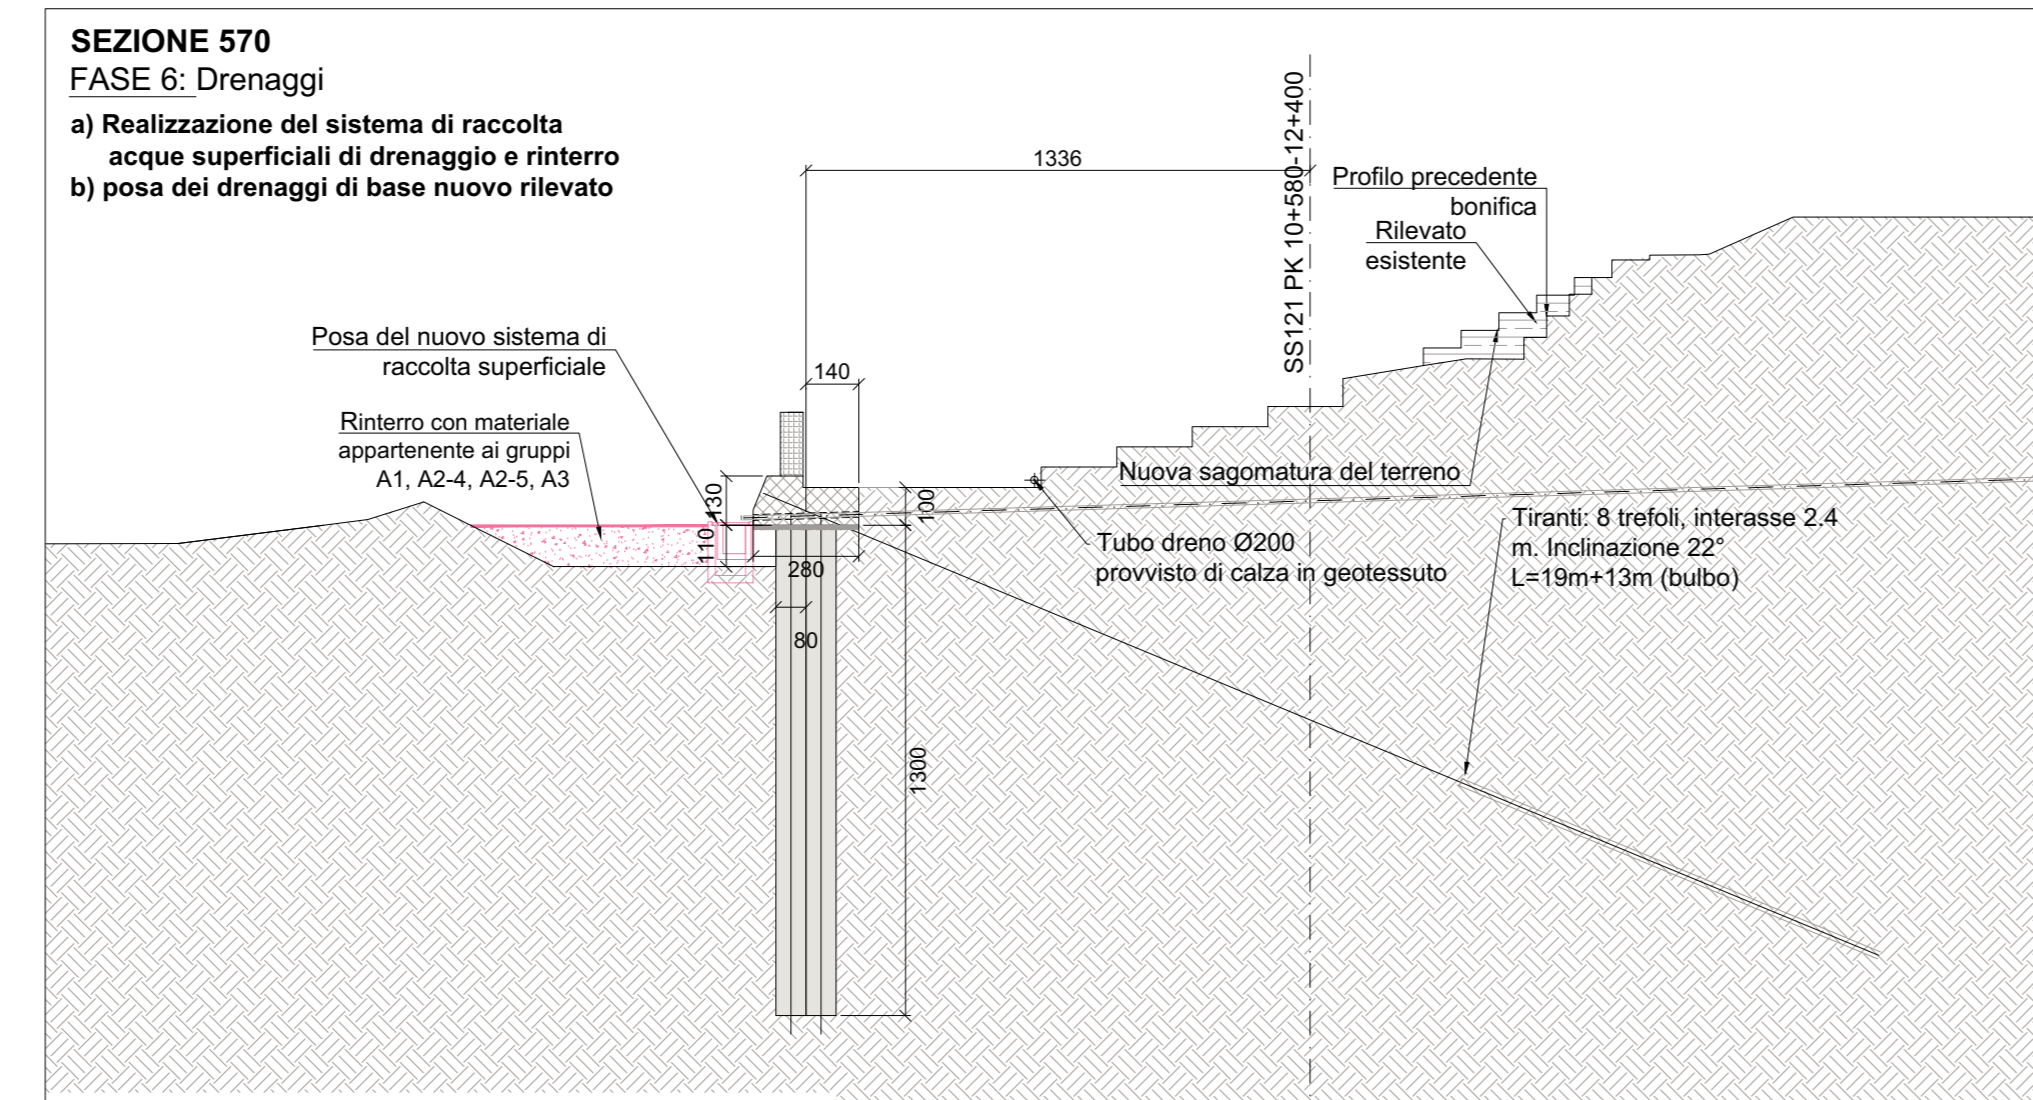 SEZIONE 570
FASE 6: Drenaggi
a) Realizzazione del sistema di raccolta
acque superficiali di drenaggio e rinterro
b) posa dei drenaggi di base nuovo rilevato
1336
SS121 PK 10+580-12+400
Profilo precedente
bonifica
Rilevato
esistente
Posa del nuovo sistema di
raccolta superficiale
140
Rinterro con materiale
appartenente ai gruppi
A1, A2-4, A2-5, A3
130
100
110
280
80
1300
Nuova sagomatura del terreno
Tubo dreno Ø200
provvisto di calza in geotessuto
Tiranti: 8 trefoli, interasse 2.4
m. Inclinazione 22°
L=19m+13m (bulbo)